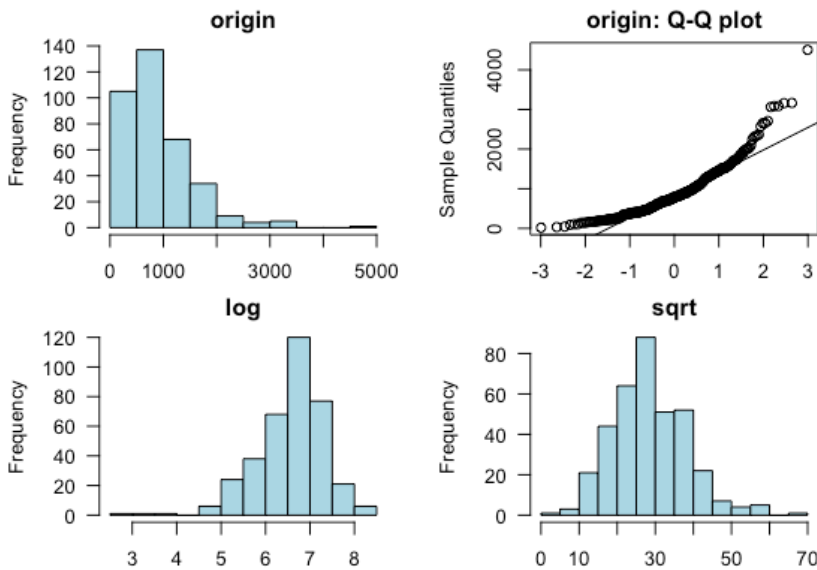 origin
Frequency
0 20 40 60 80 100 120 140
0 1000 3000 5000
origin: Q-Q plot
Sample Quantiles
0 2000 4000
-3 -2 -1 0 1 2 3
log
Frequency
0 20 40 60 80 100 120
3 4 5 6 7 8
sqrt
Frequency
0 20 40 60 80
0 10 30 50 70